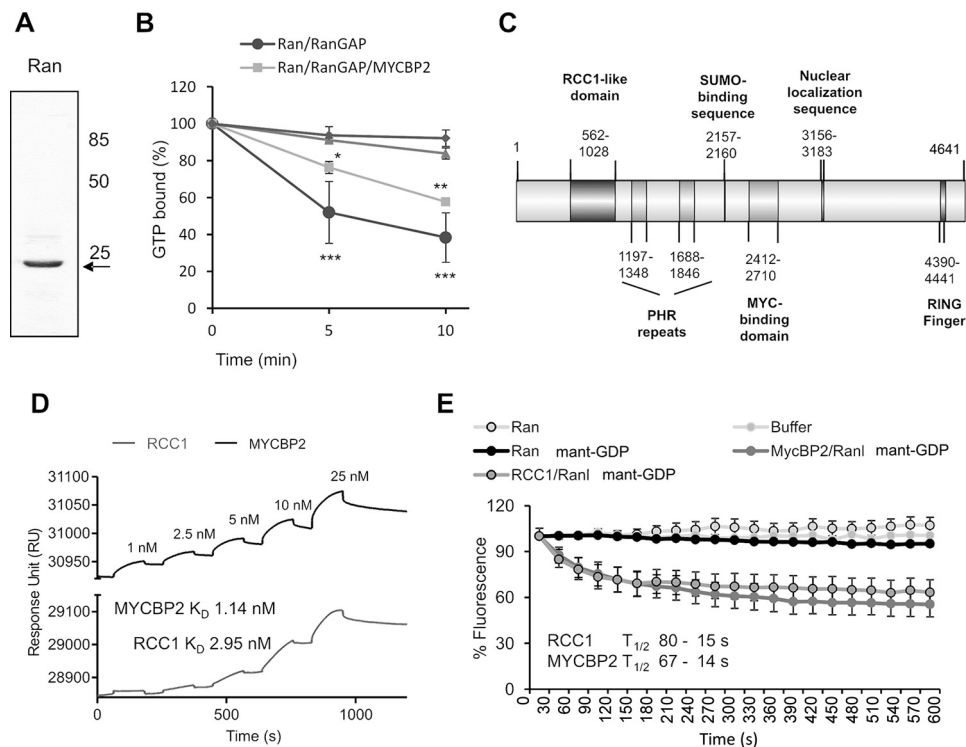 A
Ran
85
50
25
B
Ran/RanGAP
Ran/RanGAP/MYCBP2
GTP bound (%)
120
100
80
60
40
20
0
*
**
***
***
0
5
10
Time (min)
C
RCC1-like
domain
SUMO-
binding
sequence
Nuclear
localization
sequence
1
562-
1028
2157-
2160
3156-
3183
4641
1197-
1348
1688-
1846
2412-
2710
4390-
4441
PHR
repeats
MYC-
binding
domain
RING
Finger
D
RCC1
MYCBP2
Response Unit (RU)
31100
31050
31000
30950
29100
29000
28900
1 nM
2.5 nM
5 nM
10 nM
25 nM
MYCBP2 KD 1.14 nM
RCC1 KD 2.95 nM
0
500
1000
Time (s)
E
Ran
Buffer
Ran mant-GDP
MycBP2/RanI mant-GDP
RCC1/RanI mant-GDP
% Fluorescence
120
90
60
30
0
RCC1 T1/2 80 - 15 s
MYCBP2 T1/2 67 - 14 s
0
30
60
90
120
150
180
210
240
270
300
330
360
390
420
450
480
510
540
570
600
Time (s)